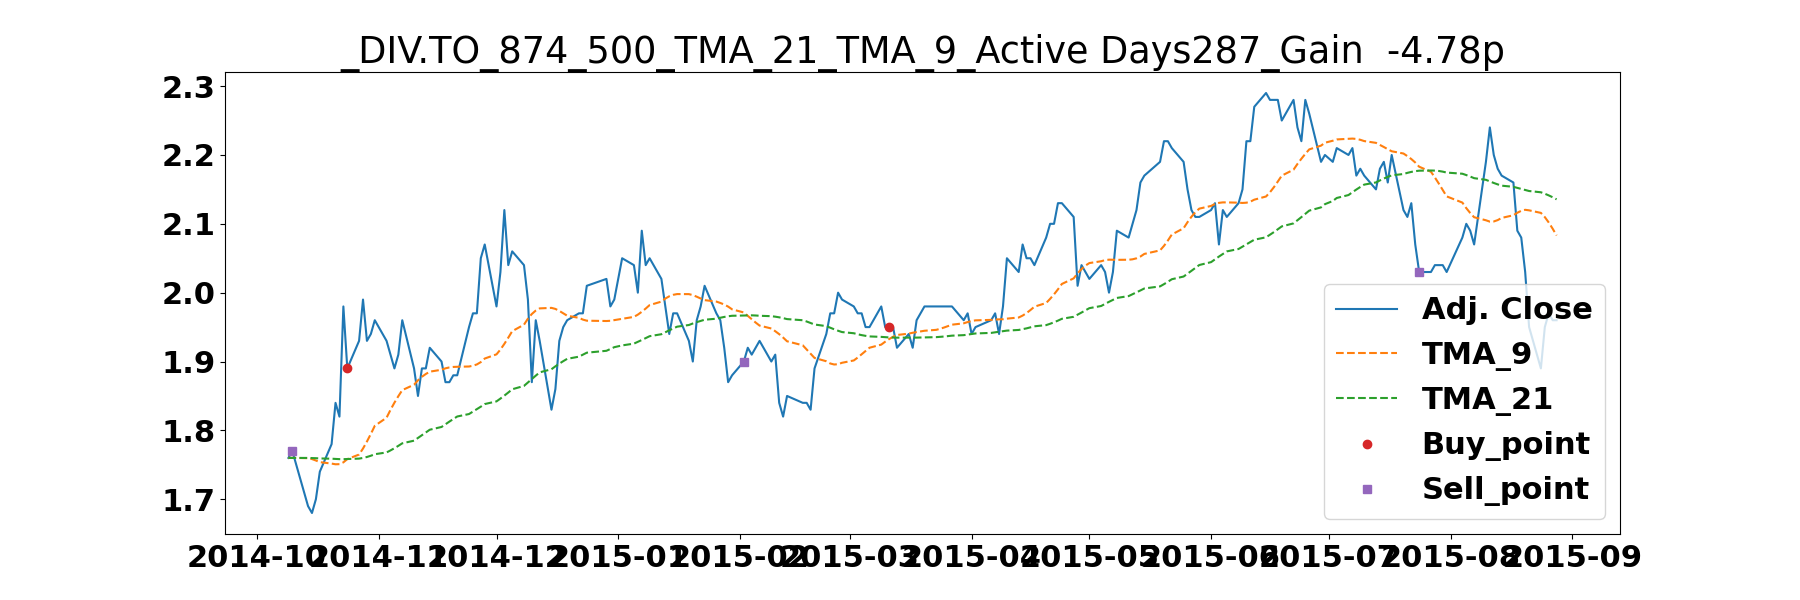 _DIV.TO_874_500_TMA_21_TMA_9_Active Days287_Gain  -4.78p
2.3
2.2
2.1
2.0
1.9
1.8
1.7
Adj. Close
TMA_9
TMA_21
Buy_point
Sell_point
2014-10 2014-11 2014-12 2015-01 2015-02 2015-03 2015-04 2015-05 2015-06 2015-07 2015-08 2015-09